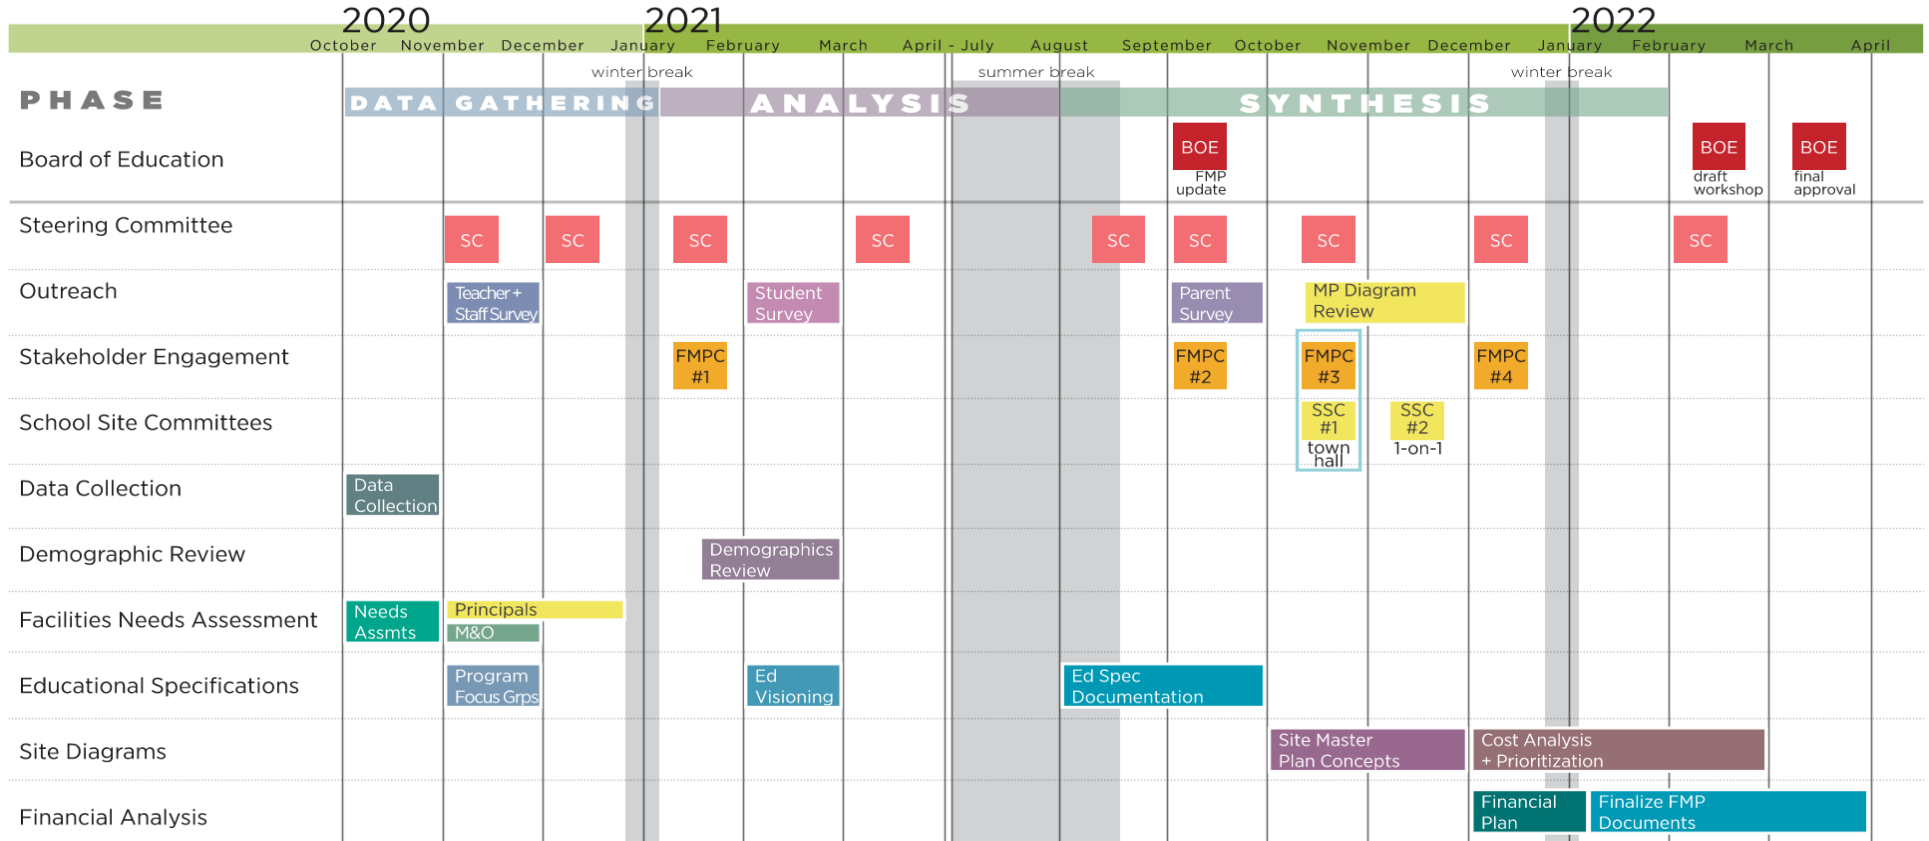 2020 2021 2022
October November December January February March April - July August September October November December January February March April
winter break summer break winter break
PHASE DATA GATHERING ANALYSIS SYNTHESIS
Board of Education BOE BOE BOE
FMP draft final
update workshop approval
Steering Committee SC SC SC SC SC SC SC SC SC
Outreach
Teacher +
Staff Survey
Student
Survey
Parent
Survey
MP Diagram
Review
Stakeholder Engagement
FMPC
#1
FMPC
#2
FMPC
#3
FMPC
#4
School Site Committees
SSC
#1
town
hall
SSC
#2
1-on-1
Data Collection
Data
Collection
Demographic Review
Demographics
Review
Facilities Needs Assessment
Needs
Assmts
Principals
M&O
Educational Specifications
Program
Focus Grps
Ed
Visioning
Ed Spec
Documentation
Site Diagrams
Site Master
Plan Concepts
Cost Analysis
+ Prioritization
Financial Analysis
Financial
Plan
Finalize FMP
Documents